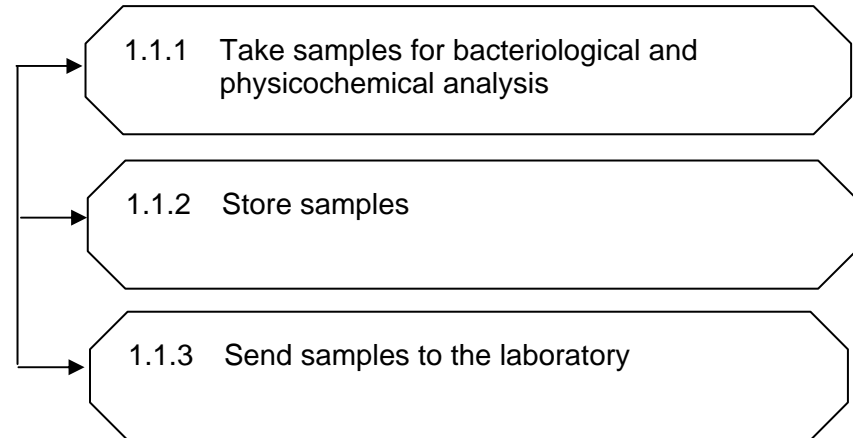 1.1.1 Take samples for bacteriological and
physicochemical analysis
1.1.2 Store samples
1.1.3 Send samples to the laboratory